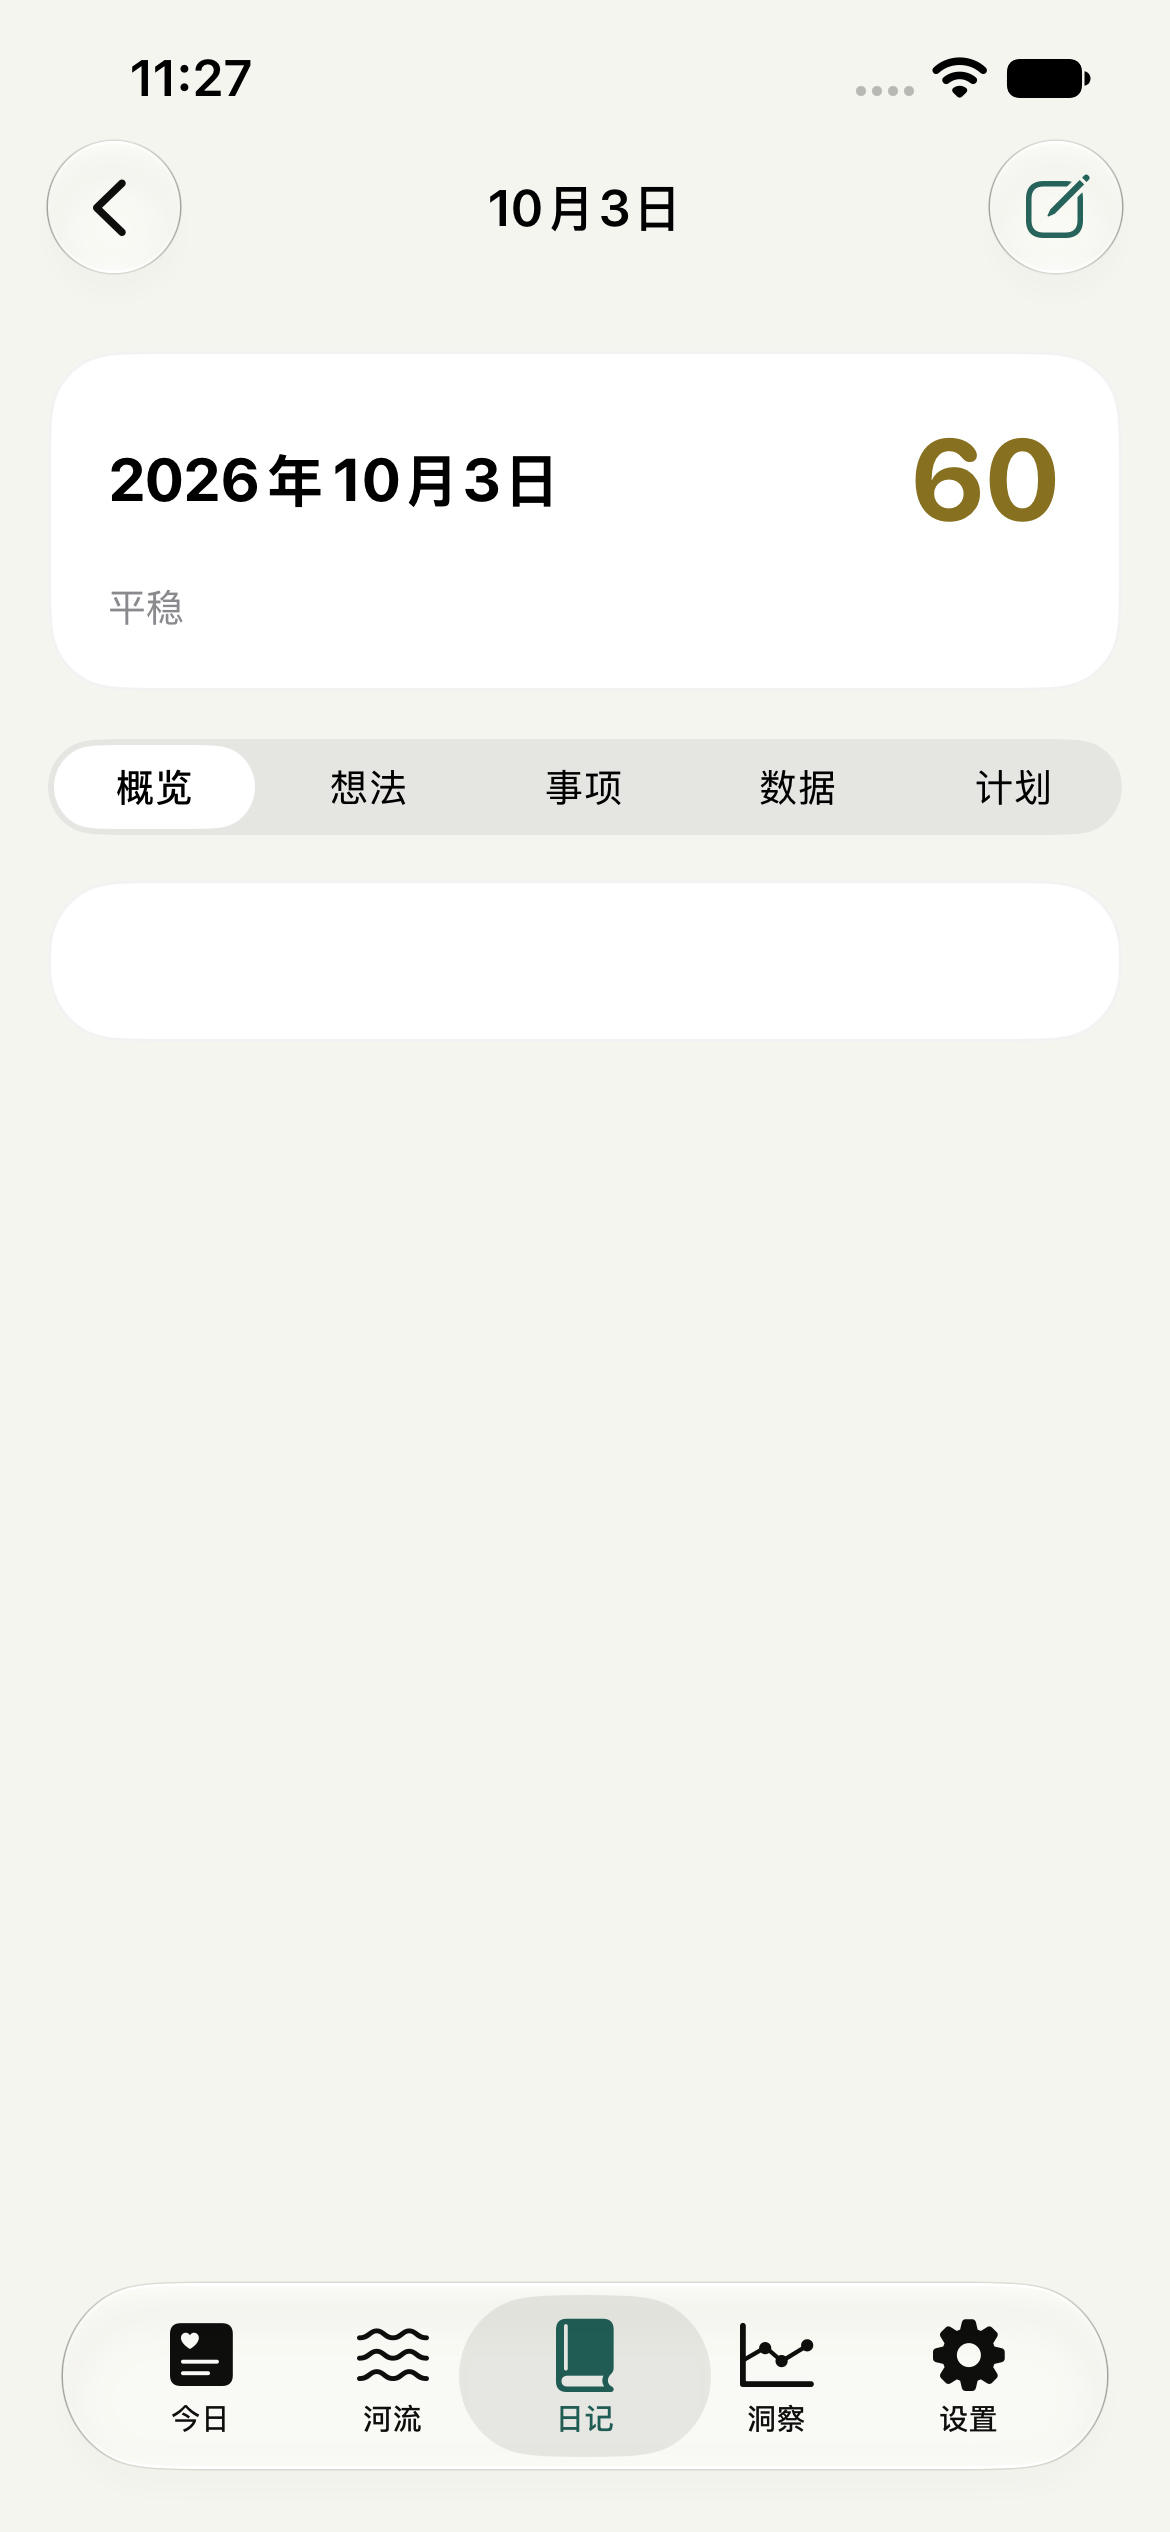 11:27
10月3日
2026年10月3日
60
平稳
概览 想法 事项 数据 计划
今日 河流 日记 洞察 设置